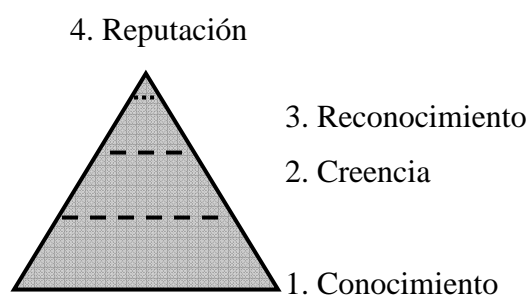 4. Reputación
3. Reconocimiento
2. Creencia
1. Conocimiento